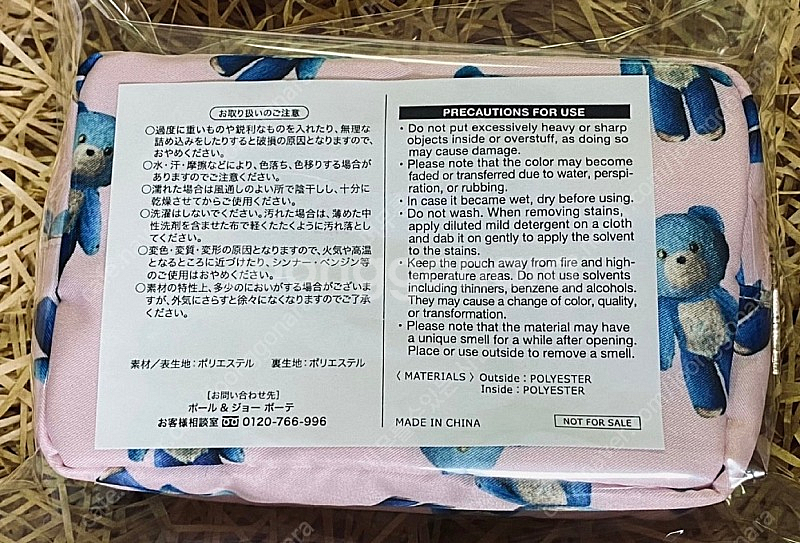 お取り扱いのご注意
○過度に重いものや鋭利なものを入れたり、無理な
詰め込みをしたりすると破損の原因となりますので、
おやめください。
○水・汗・摩擦などにより、色落ち、色移りする場合が
ありますのでご注意ください。
○濡れた場合は風通しのよい所で陰干しし、十分に
乾燥させてからご使用ください。
○洗濯はしないでください。汚れた場合は、薄めた中
性洗剤を含ませた布で軽くたたくように汚れ落とし
てください。
○変色・変質・変形の原因となりますので、火気や高温
となるところに近づけたり、シンナー・ベンジン等
のご使用はおやめください。
○素材の特性上、多少のにおいがする場合がございま
すが、外気にさらすと徐々になくなりますのでご了承
ください。
素材/表生地:ポリエステル 裏生地:ポリエステル
[お問い合わせ先]
ポール & ジョー ボーテ
お客様相談室 0120-766-996
PRECAUTIONS FOR USE
・Do not put excessively heavy or sharp
objects inside or overstuff, as doing so
may cause damage.
・Please note that the color may become
faded or transferred due to water, perspi-
ration, or rubbing.
・In case it became wet, dry before using.
・Do not wash. When removing stains,
apply diluted mild detergent on a cloth
and dab it on gently to apply the solvent
to the stains.
・Keep the pouch away from fire and high-
temperature areas. Do not use solvents
including thinners, benzene and alcohols.
They may cause a change of color, quality,
or transformation.
・Please note that the material may have
a unique smell for a while after opening.
Place or use outside to remove a smell.
〈 MATERIALS 〉 Outside : POLYESTER
Inside : POLYESTER
MADE IN CHINA
NOT FOR SALE